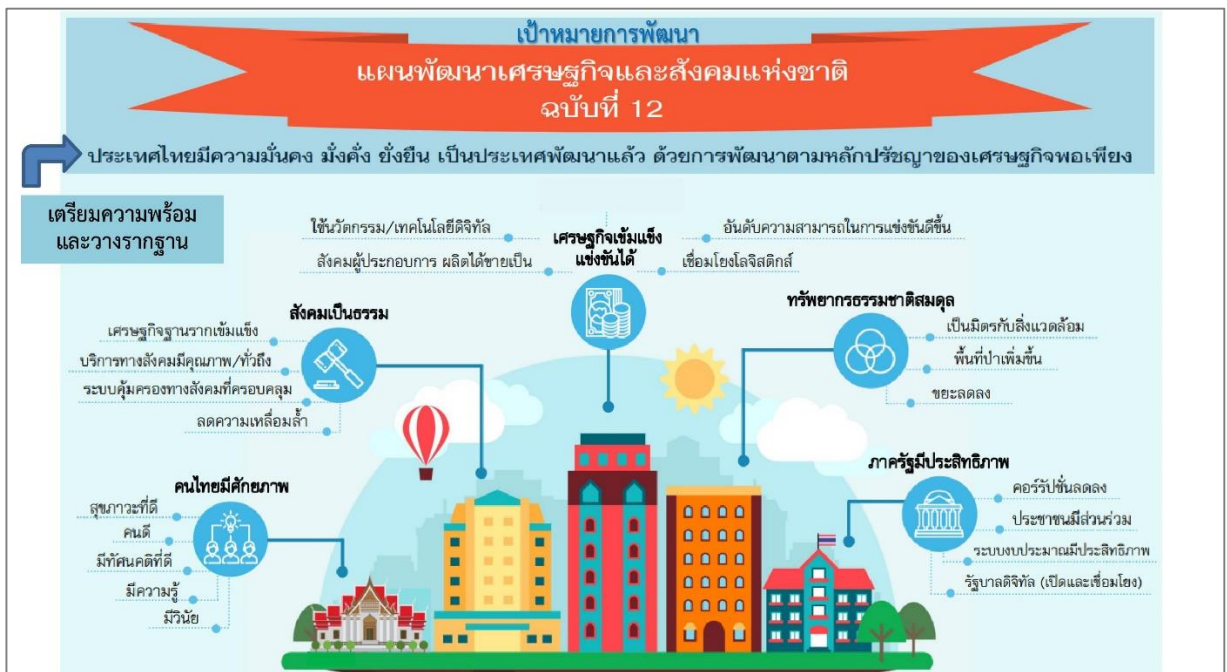 เป้าหมายการพัฒนา
แผนพัฒนาเศรษฐกิจและสังคมแห่งชาติ
ฉบับที่ 12
ประเทศไทยมีความมั่นคง มั่งคั่ง ยั่งยืน เป็นประเทศพัฒนาแล้ว ด้วยการพัฒนาตามหลักปรัชญาของเศรษฐกิจพอเพียง
เตรียมความพร้อม
และวางรากฐาน
เศรษฐกิจเข้มแข็ง
แข่งขันได้
ใช้นวัตกรรม/เทคโนโลยีดิจิทัล
สังคมผู้ประกอบการ ผลิตได้ขายเป็น
อันดับความสามารถในการแข่งขันดีขึ้น
เชื่อมโยงโลจิสติกส์
สังคมเป็นธรรม
เศรษฐกิจฐานรากเข้มแข็ง
บริการทางสังคมมีคุณภาพ/ทั่วถึง
ระบบคุ้มครองทางสังคมที่ครอบคลุม
ลดความเหลื่อมล้ำ
ทรัพยากรธรรมชาติสมดุล
เป็นมิตรกับสิ่งแวดล้อม
พื้นที่ป่าเพิ่มขึ้น
ขยะลดลง
คนไทยมีศักยภาพ
สุขภาวะที่ดี
คนดี
มีทัศนคติที่ดี
มีความรู้
มีวินัย
ภาครัฐมีประสิทธิภาพ
คอร์รัปชั่นลดลง
ประชาชนมีส่วนร่วม
ระบบงบประมาณมีประสิทธิภาพ
รัฐบาลดิจิทัล (เปิดและเชื่อมโยง)